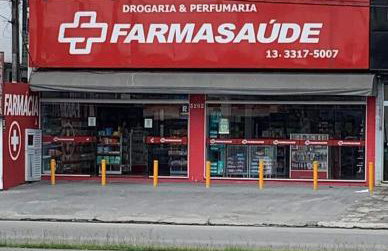 DROGARIA & PERFUMARIA
FARMASAÚDE
13. 3317-5007
FARMÁCIA